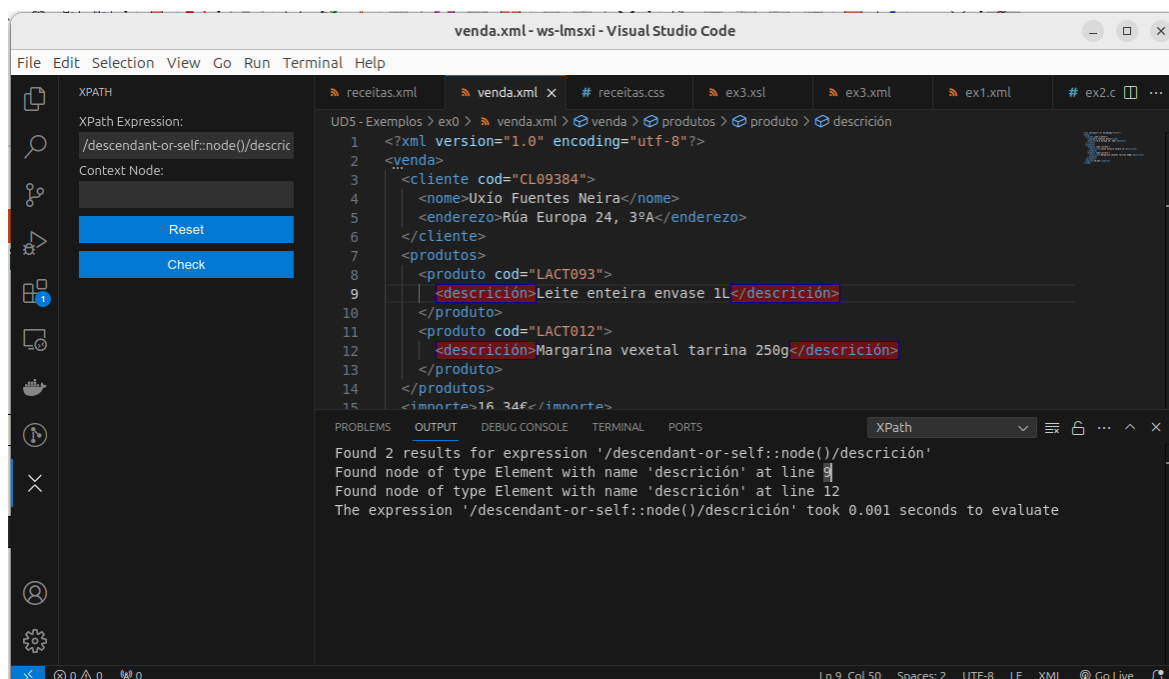 venda.xml - ws-lmsxi - Visual Studio Code
File Edit Selection View Go Run Terminal Help
XPATH
XPath Expression:
/descendant-or-self::node()/descric
Context Node:
Reset
Check
1
receitas.xml venda.xml # receitas.css ex3.xsl ex3.xml ex1.xml # ex2.c ...
UD5 - Exemplos > ex0 > venda.xml > venda > produtos > produto > descrición
1 <?xml version="1.0" encoding="utf-8"?>
2 <venda>
3 <cliente cod="CL09384">
4 <nome>Uxío Fuentes Neira</nome>
5 <enderezo>Rúa Europa 24, 3ºA</enderezo>
6 </cliente>
7 <produtos>
8 <produto cod="LACT093">
9 <descrición>Leite enteira envase 1L</descrición>
10 </produto>
11 <produto cod="LACT012">
12 <descrición>Margarina vexetal tarrina 250g</descrición>
13 </produto>
14 </produtos>
15 <importe>16.34€</importe>
PROBLEMS OUTPUT DEBUG CONSOLE TERMINAL PORTS XPath
Found 2 results for expression '/descendant-or-self::node()/descrición'
Found node of type Element with name 'descrición' at line 9
Found node of type Element with name 'descrición' at line 12
The expression '/descendant-or-self::node()/descrición' took 0.001 seconds to evaluate
0 0 0 Ln 9, Col 50 Spaces: 2 UTF-8 LF XML Go Live